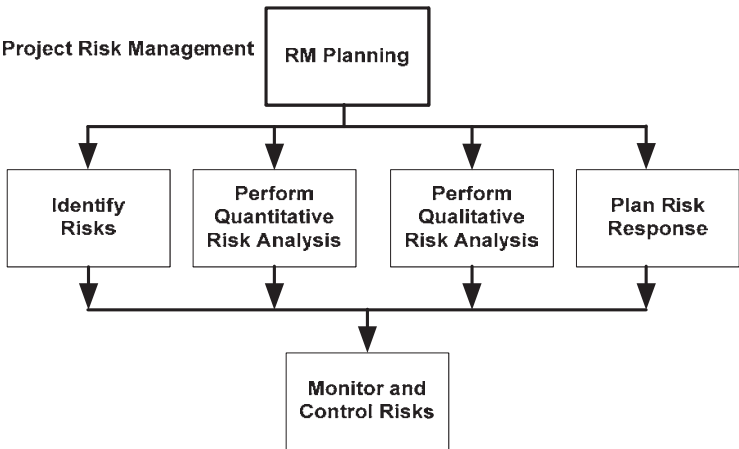 Project Risk Management
RM Planning
Identify
Risks
Perform
Quantitative
Risk Analysis
Perform
Qualitative
Risk Analysis
Plan Risk
Response
Monitor and
Control Risks